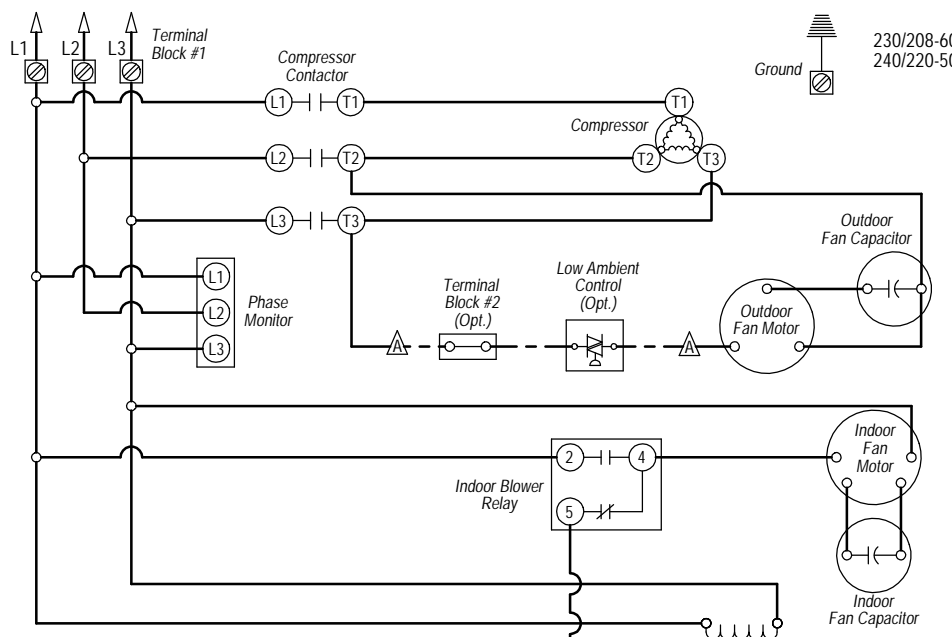 L1
L2
L3
Terminal
Block #1
Compressor
Contactor
Ground
230/208-60
240/220-50
L1
T1
T1
Compressor
L2
T2
T2
T3
L3
T3
Outdoor
Fan Capacitor
L1
L2
L3
Phase
Monitor
Terminal
Block #2
(Opt.)
Low Ambient
Control
(Opt.)
A
A
Outdoor
Fan Motor
Indoor Blower
Relay
2
4
5
Indoor
Fan
Motor
Indoor
Fan Capacitor